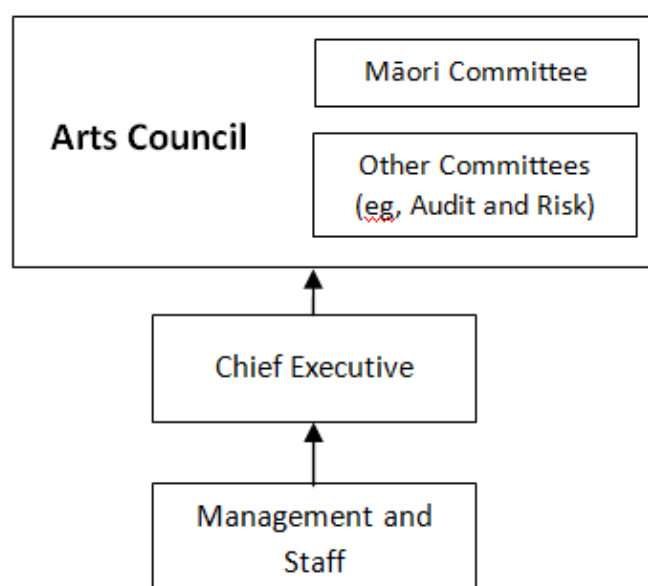 Māori Committee
Arts Council
Other Committees
(eg, Audit and Risk)
Chief Executive
Management and
Staff